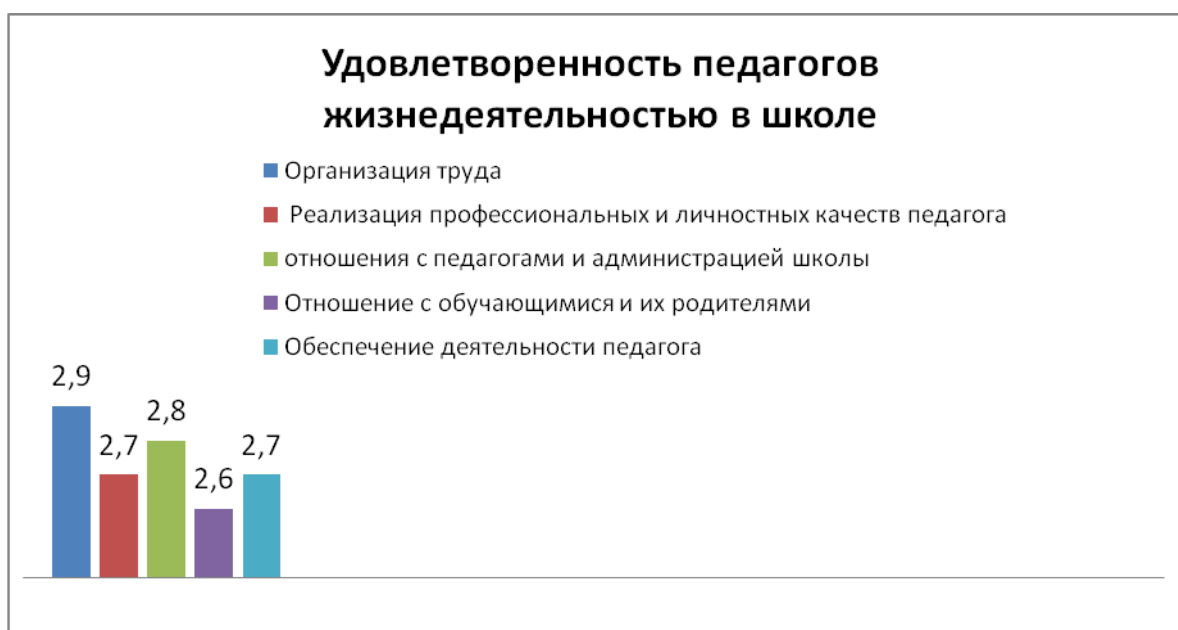 Удовлетворенность педагогов
жизнедеятельностью в школе
Организация труда
Реализация профессиональных и личностных качеств педагога
отношения с педагогами и администрацией школы
Отношение с обучающимися и их родителями
Обеспечение деятельности педагога
2,9
2,7
2,8
2,6
2,7